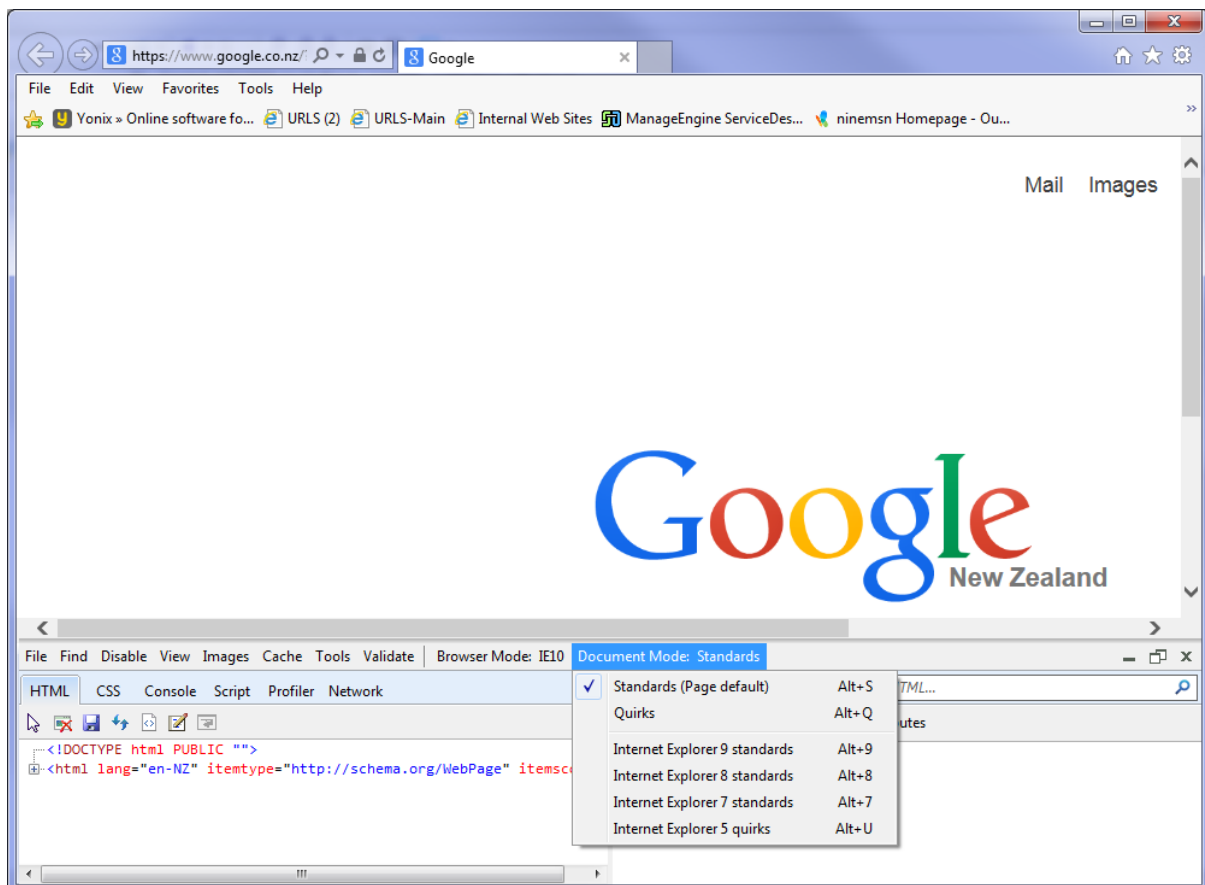 https://www.google.co.nz/
Google
File Edit View Favorites Tools Help
Yonix » Online software fo... URLS (2) URLS-Main Internal Web Sites ManageEngine ServiceDes... ninemsn Homepage - Ou...
Mail Images
Google
New Zealand
File Find Disable View Images Cache Tools Validate Browser Mode: IE10 Document Mode: Standards
HTML CSS Console Script Profiler Network
Standards (Page default) Alt+S
Quirks Alt+Q
Internet Explorer 9 standards Alt+9
Internet Explorer 8 standards Alt+8
Internet Explorer 7 standards Alt+7
Internet Explorer 5 quirks Alt+U
<!DOCTYPE html PUBLIC "">
<html lang="en-NZ" itemtype="http://schema.org/WebPage" itemsc